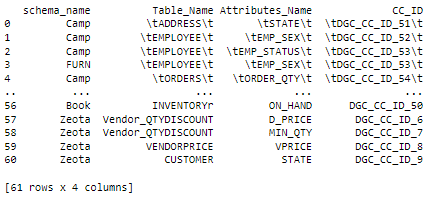 schema_name Table_Name Attributes_Name CC_ID
0 Camp \tADDRESS\t \tSTATE\t \tDGC_CC_ID_51\t
1 Camp \tEMPLOYEE\t \tEMP_SEX\t \tDGC_CC_ID_52\t
2 Camp \tEMPLOYEE\t \tEMP_STATUS\t \tDGC_CC_ID_53\t
3 FURN \tEMPLOYEE\t \tEMP_SEX\t \tDGC_CC_ID_53\t
4 Camp \tORDERS\t \tORDER_QTY\t \tDGC_CC_ID_54\t
.. ... ... ... ...
56 Book INVENTORYr ON_HAND DGC_CC_ID_50
57 Zeota Vendor_QTYDISCOUNT D_PRICE DGC_CC_ID_6
58 Zeota Vendor_QTYDISCOUNT MIN_QTY DGC_CC_ID_7
59 Zeota VENDORPRICE VPRICE DGC_CC_ID_8
60 Zeota CUSTOMER STATE DGC_CC_ID_9
[61 rows x 4 columns]